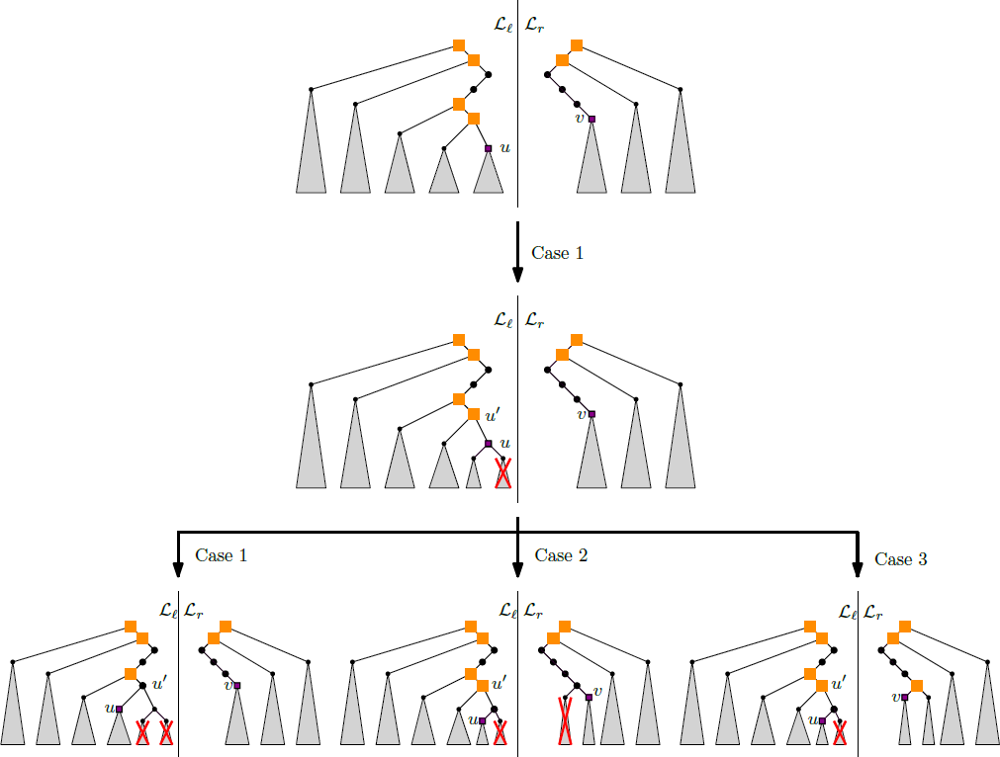 ℒℓ ℒr
v
u
Case 1
ℒℓ ℒr
u′
v
u
Case 1 Case 2 Case 3
ℒℓ ℒr ℒℓ ℒr ℒℓ ℒr
u′ v u′ v u′ v
u u u